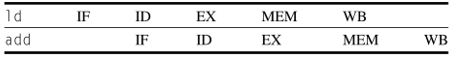 ld IF ID EX MEM WB
add IF ID EX MEM WB